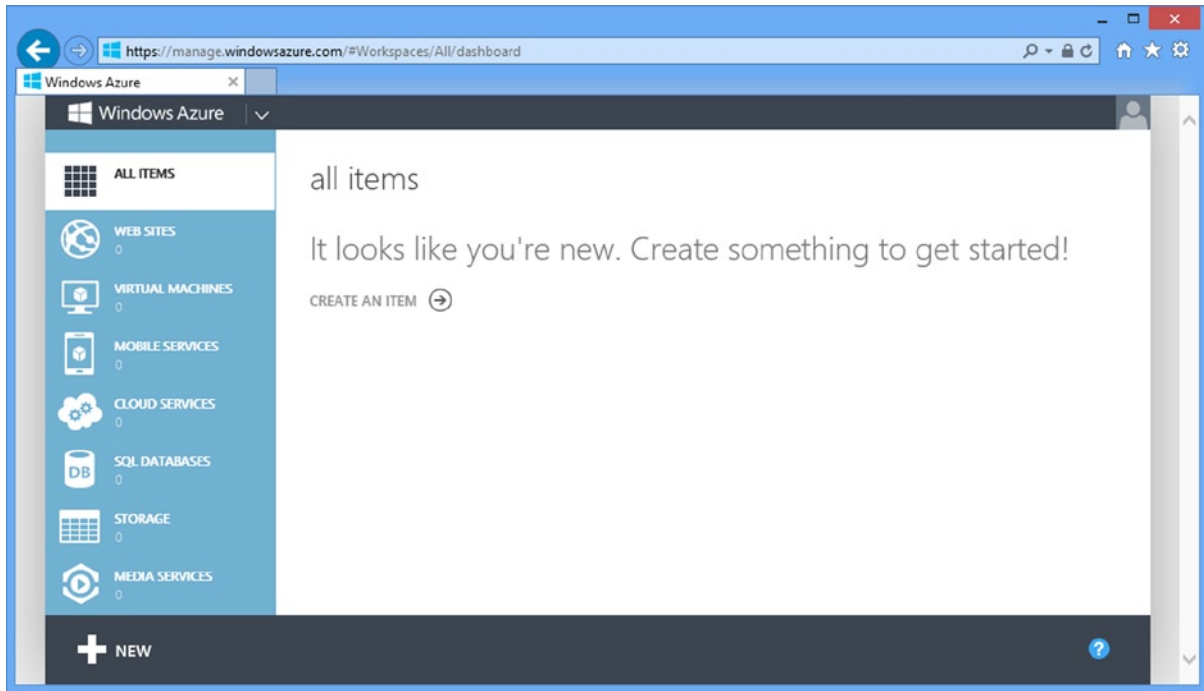 https://manage.windowsazure.com/#Workspaces/All/dashboard
Windows Azure
Windows Azure
ALL ITEMS
WEB SITES
0
VIRTUAL MACHINES
0
MOBILE SERVICES
0
CLOUD SERVICES
0
DB
SQL DATABASES
0
STORAGE
0
MEDIA SERVICES
0
all items
It looks like you're new. Create something to get started!
CREATE AN ITEM
NEW
?